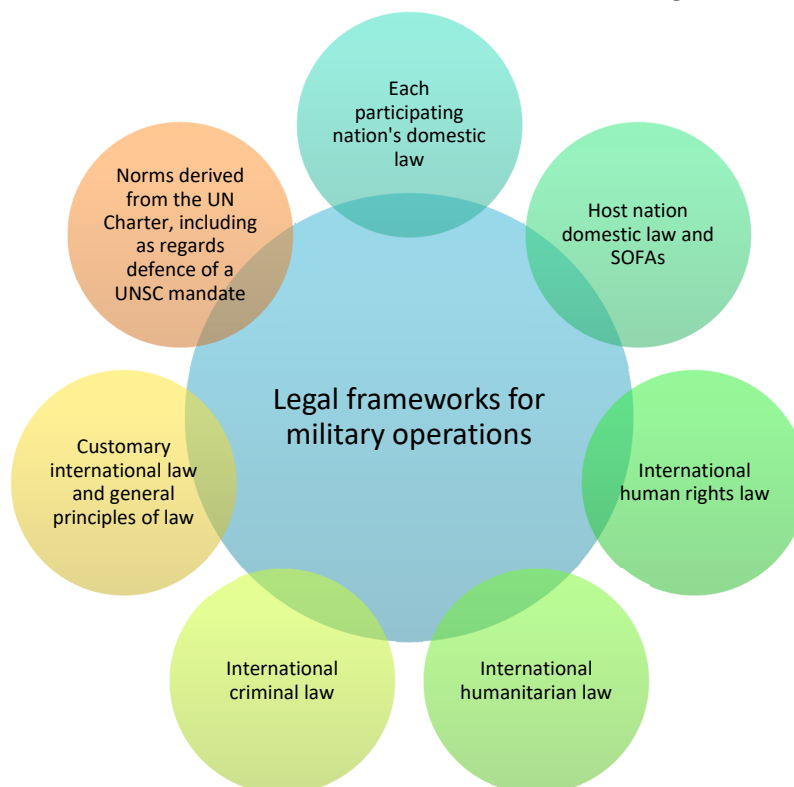 Each
participating
nation's domestic
law
Host nation
domestic law and
SOFAs
International
human rights law
International
humanitarian law
International
criminal law
Customary
international law
and general
principles of law
Norms derived
from the UN
Charter, including
as regards
defence of a
UNSC mandate
Legal frameworks for
military operations